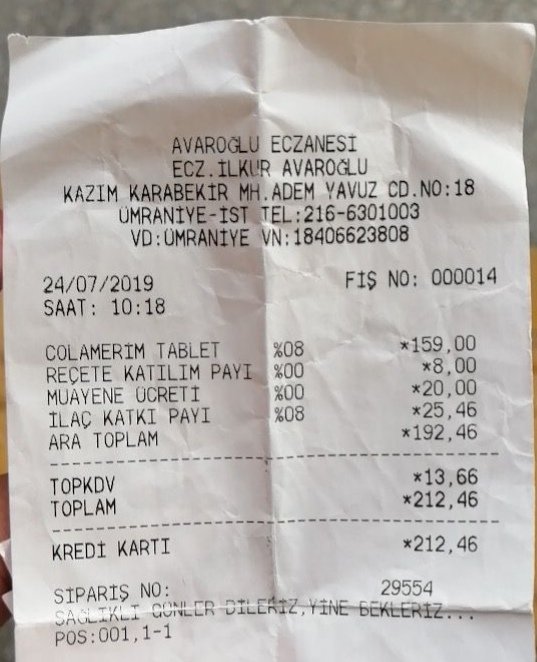 AVAROĞLU ECZANESİ
ECZ.İLKUR AVAROĞLU
KAZIM KARABEKİR MH.ADEM YAVUZ CD.NO:18
ÜMRANİYE-İST TEL:216-6301003
VD:ÜMRANİYE VN:18406623808
24/07/2019 FİŞ NO: 000014
SAAT: 10:18
COLAMERIM TABLET %08 *159,00
REÇETE KATILIM PAYI %00 *8,00
MUAYENE ÜCRETİ %00 *20,00
İLAÇ KATKI PAYI %08 *25,46
ARA TOPLAM *192,46
TOPKDV *13,66
TOPLAM *212,46
KREDİ KARTI *212,46
SİPARİŞ NO: 29554
SAĞLIKLI GÜNLER DİLERİZ,YİNE BEKLERİZ...
POS:001,1-1